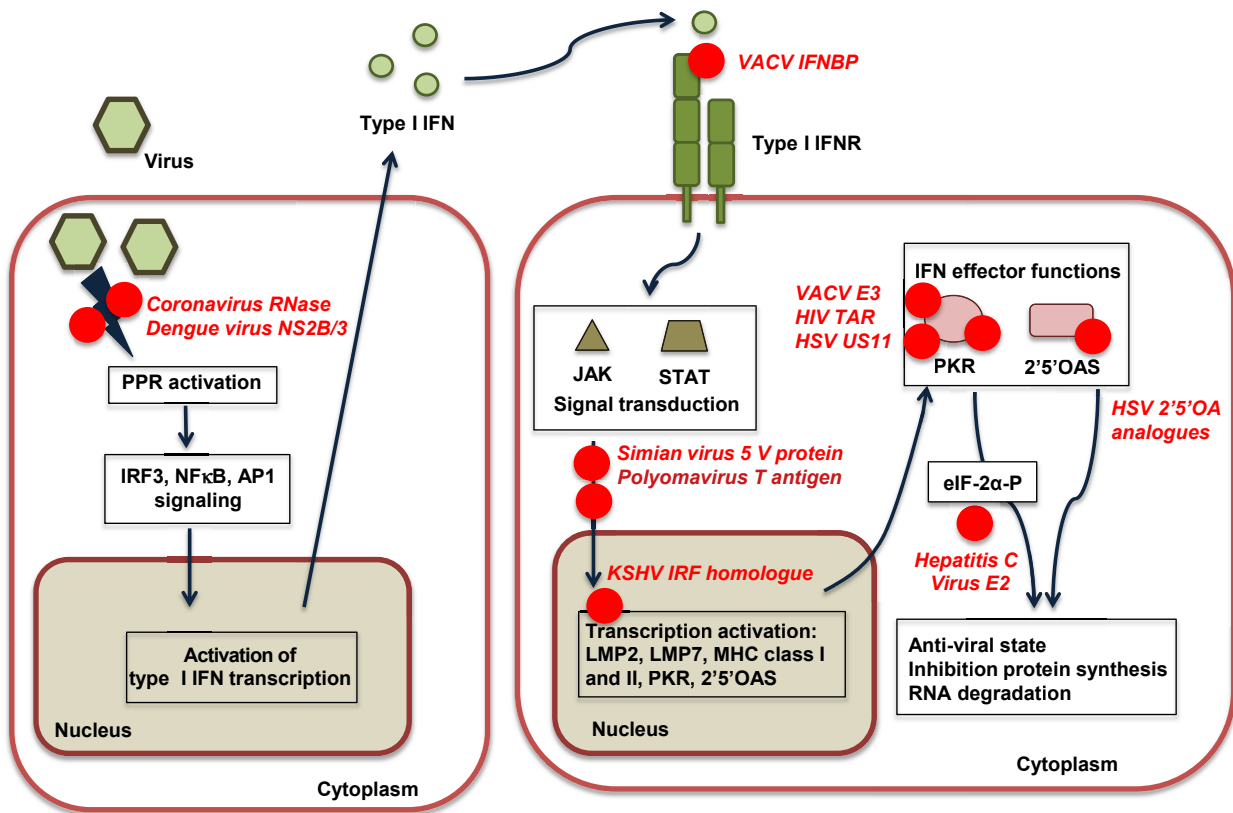 Type I IFN
Virus
VACV IFNBP
Type I IFNR
Coronavirus RNase
Dengue virus NS2B/3
PPR activation
IRF3, NFκB, AP1
signaling
Activation of
type I IFN transcription
Nucleus
Cytoplasm
JAK
STAT
Signal transduction
Simian virus 5 V protein
Polyomavirus T antigen
KSHV IRF homologue
Transcription activation:
LMP2, LMP7, MHC class I
and II, PKR, 2’5’OAS
Nucleus
IFN effector functions
VACV E3
HIV TAR
HSV US11
PKR
2’5’OAS
HSV 2’5’OA
analogues
eIF-2α-P
Hepatitis C
Virus E2
Anti-viral state
Inhibition protein synthesis
RNA degradation
Cytoplasm